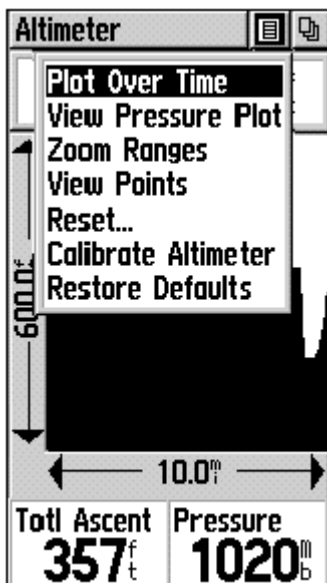 Altimeter
Plot Over Time
View Pressure Plot
Zoom Ranges
View Points
Reset...
Calibrate Altimeter
Restore Defaults
600.0ft
10.0mi
Totl Ascent Pressure
357ft 1020mb